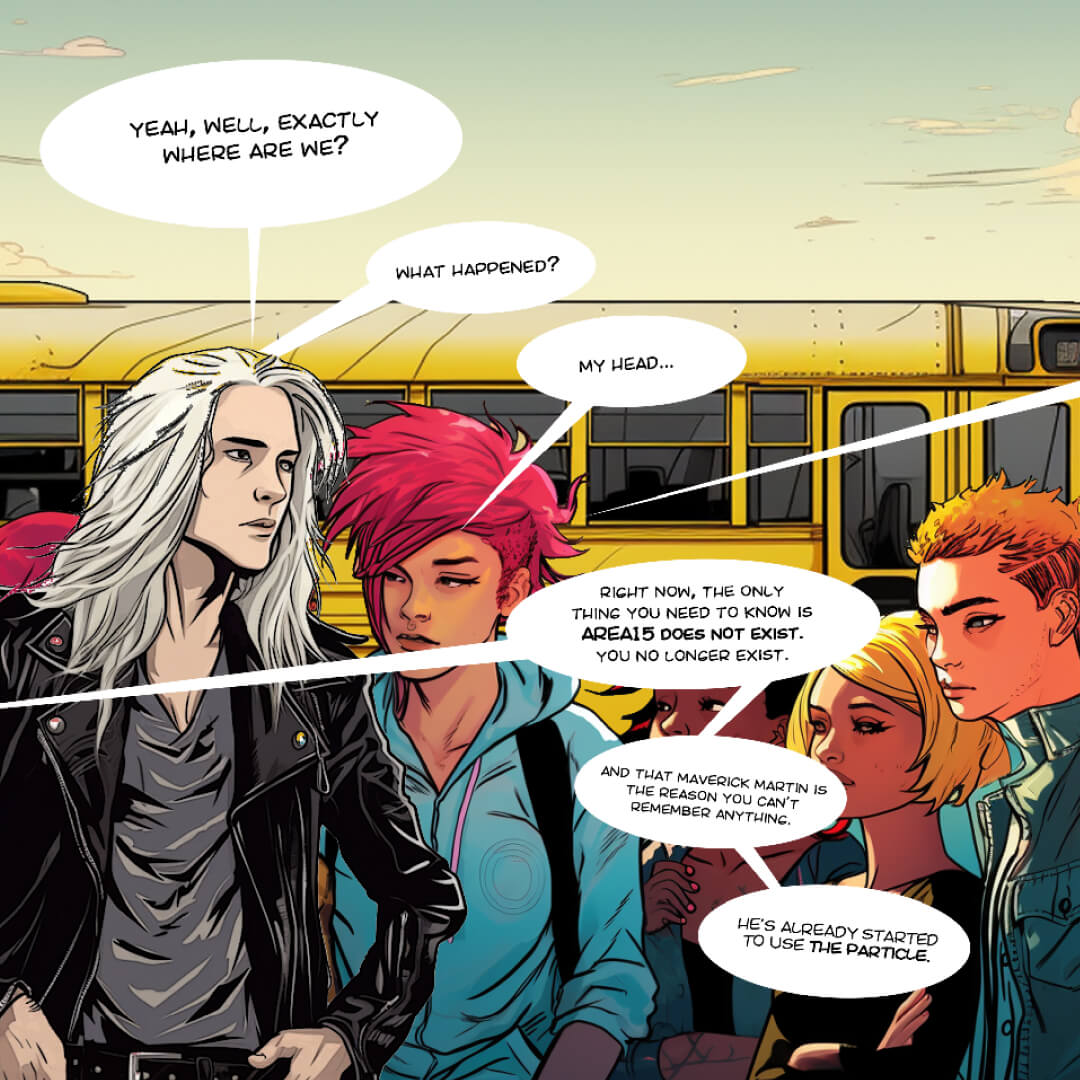 YEAH, WELL, EXACTLY
WHERE ARE WE?
WHAT HAPPENED?
MY HEAD...
RIGHT NOW, THE ONLY
THING YOU NEED TO KNOW IS
AREA15 DOES NOT EXIST.
YOU NO LONGER EXIST.
AND THAT MAVERICK MARTIN IS
THE REASON YOU CAN'T
REMEMBER ANYTHING.
HE'S ALREADY STARTED
TO USE THE PARTICLE.